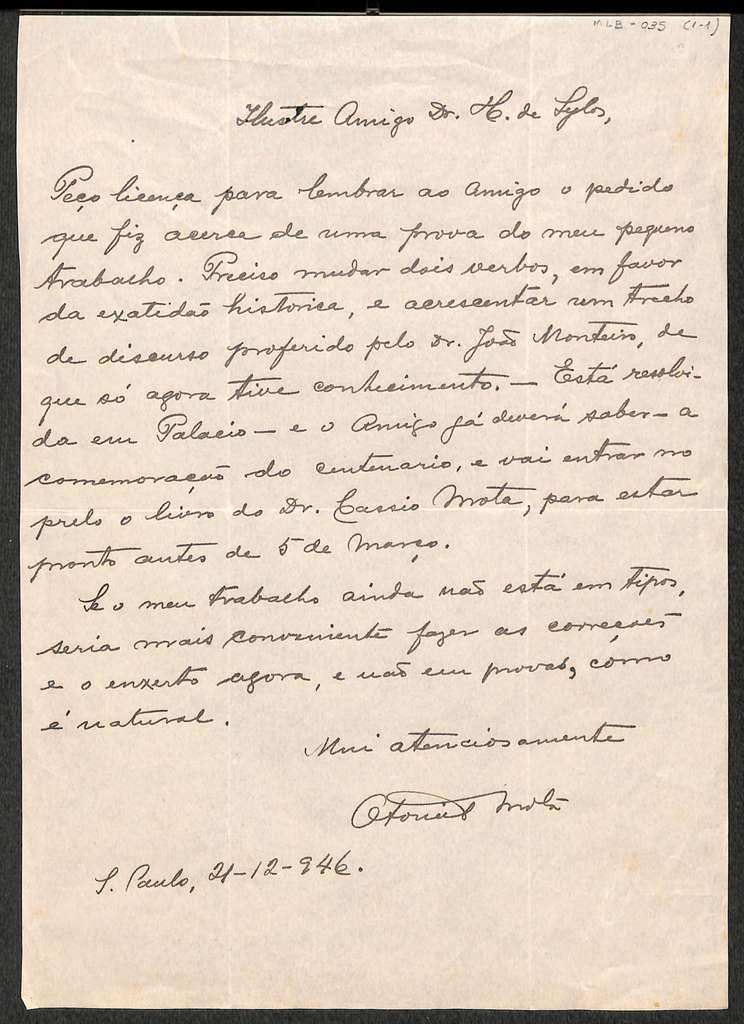 MLB-035 (1-1)
Ilustre Amigo Dr. H. de Sylos,
Peço licença para lembrar ao Amigo o pedido
que fiz acerca de uma prova do meu pequeno
trabalho. Preciso mudar dois verbos, em favor
da exatidão historica, e acrescentar um trecho
de discurso proferido pelo Dr. João Monteiro, de
que só agora tive conhecimento. — Está resolvi-
da em Palacio — e o Amigo já deverá saber — a
comemoração do centenario, e vai entrar no
prelo o livro do Dr. Cassio Mota, para estar
pronto antes de 5 de Março.
Se o meu trabalho ainda não está em tipos,
seria mais conveniente fazer as correções
e o enxerto agora, e não em provas, cómo
é natural.
Mui atenciosamente
Otoniel Mota
S. Paulo, 21-12-946.